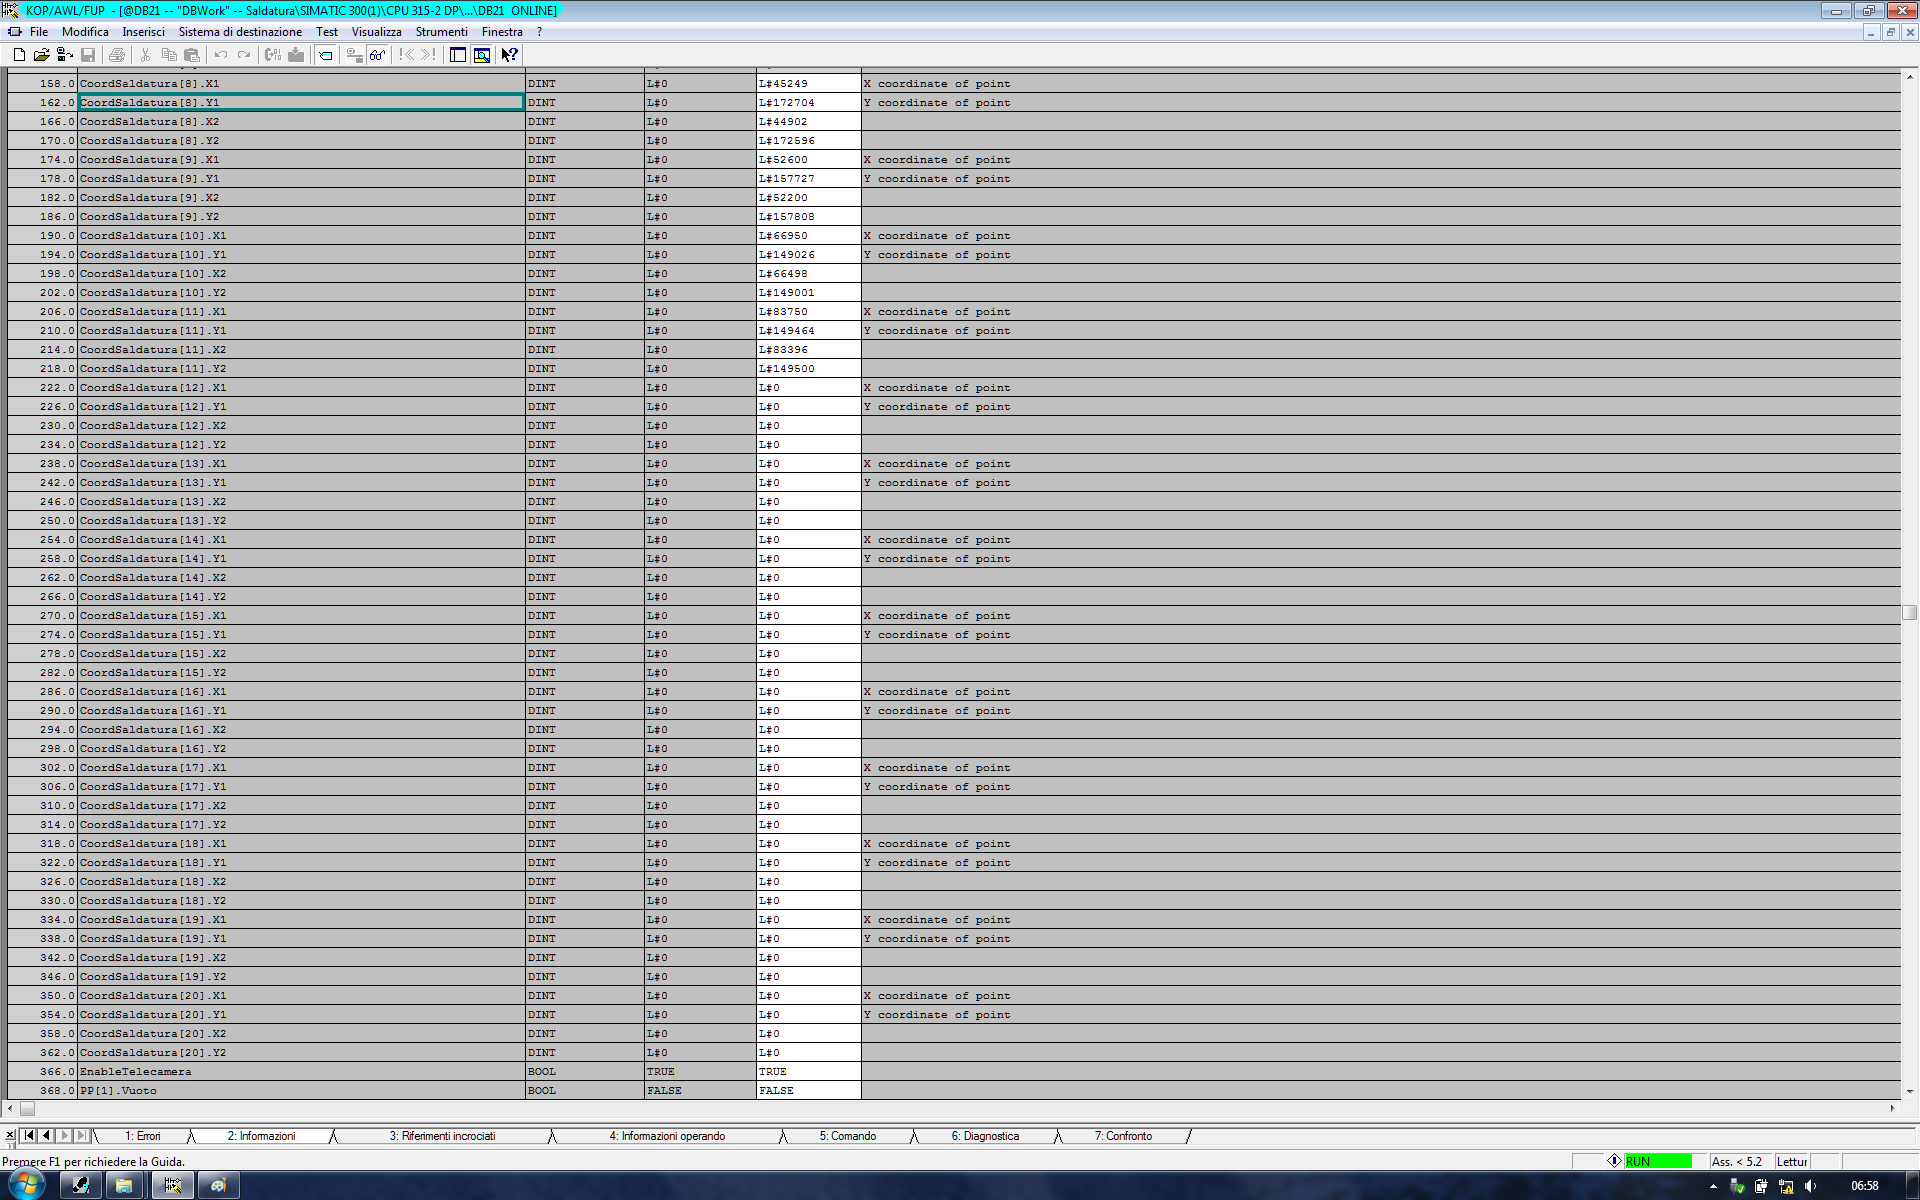 KOP/AWL/FUP - [@DB21 -- "DBWork" -- Saldatura\SIMATIC 300(1)\CPU 315-2 DP\...\DB21 ONLINE]
File Modifica Inserisci Sistema di destinazione Test Visualizza Strumenti Finestra ?
158.0 CoordSaldatura[8].X1 DINT L#0 L#45249 X coordinate of point
162.0 CoordSaldatura[8].Y1 DINT L#0 L#172704 Y coordinate of point
166.0 CoordSaldatura[8].X2 DINT L#0 L#44902
170.0 CoordSaldatura[8].Y2 DINT L#0 L#172596
174.0 CoordSaldatura[9].X1 DINT L#0 L#52600 X coordinate of point
178.0 CoordSaldatura[9].Y1 DINT L#0 L#157727 Y coordinate of point
182.0 CoordSaldatura[9].X2 DINT L#0 L#52200
186.0 CoordSaldatura[9].Y2 DINT L#0 L#157808
190.0 CoordSaldatura[10].X1 DINT L#0 L#66950 X coordinate of point
194.0 CoordSaldatura[10].Y1 DINT L#0 L#149026 Y coordinate of point
198.0 CoordSaldatura[10].X2 DINT L#0 L#66498
202.0 CoordSaldatura[10].Y2 DINT L#0 L#149001
206.0 CoordSaldatura[11].X1 DINT L#0 L#83750 X coordinate of point
210.0 CoordSaldatura[11].Y1 DINT L#0 L#149464 Y coordinate of point
214.0 CoordSaldatura[11].X2 DINT L#0 L#83396
218.0 CoordSaldatura[11].Y2 DINT L#0 L#149500
222.0 CoordSaldatura[12].X1 DINT L#0 L#0 X coordinate of point
226.0 CoordSaldatura[12].Y1 DINT L#0 L#0 Y coordinate of point
230.0 CoordSaldatura[12].X2 DINT L#0 L#0
234.0 CoordSaldatura[12].Y2 DINT L#0 L#0
238.0 CoordSaldatura[13].X1 DINT L#0 L#0 X coordinate of point
242.0 CoordSaldatura[13].Y1 DINT L#0 L#0 Y coordinate of point
246.0 CoordSaldatura[13].X2 DINT L#0 L#0
250.0 CoordSaldatura[13].Y2 DINT L#0 L#0
254.0 CoordSaldatura[14].X1 DINT L#0 L#0 X coordinate of point
258.0 CoordSaldatura[14].Y1 DINT L#0 L#0 Y coordinate of point
262.0 CoordSaldatura[14].X2 DINT L#0 L#0
266.0 CoordSaldatura[14].Y2 DINT L#0 L#0
270.0 CoordSaldatura[15].X1 DINT L#0 L#0 X coordinate of point
274.0 CoordSaldatura[15].Y1 DINT L#0 L#0 Y coordinate of point
278.0 CoordSaldatura[15].X2 DINT L#0 L#0
282.0 CoordSaldatura[15].Y2 DINT L#0 L#0
286.0 CoordSaldatura[16].X1 DINT L#0 L#0 X coordinate of point
290.0 CoordSaldatura[16].Y1 DINT L#0 L#0 Y coordinate of point
294.0 CoordSaldatura[16].X2 DINT L#0 L#0
298.0 CoordSaldatura[16].Y2 DINT L#0 L#0
302.0 CoordSaldatura[17].X1 DINT L#0 L#0 X coordinate of point
306.0 CoordSaldatura[17].Y1 DINT L#0 L#0 Y coordinate of point
310.0 CoordSaldatura[17].X2 DINT L#0 L#0
314.0 CoordSaldatura[17].Y2 DINT L#0 L#0
318.0 CoordSaldatura[18].X1 DINT L#0 L#0 X coordinate of point
322.0 CoordSaldatura[18].Y1 DINT L#0 L#0 Y coordinate of point
326.0 CoordSaldatura[18].X2 DINT L#0 L#0
330.0 CoordSaldatura[18].Y2 DINT L#0 L#0
334.0 CoordSaldatura[19].X1 DINT L#0 L#0 X coordinate of point
338.0 CoordSaldatura[19].Y1 DINT L#0 L#0 Y coordinate of point
342.0 CoordSaldatura[19].X2 DINT L#0 L#0
346.0 CoordSaldatura[19].Y2 DINT L#0 L#0
350.0 CoordSaldatura[20].X1 DINT L#0 L#0 X coordinate of point
354.0 CoordSaldatura[20].Y1 DINT L#0 L#0 Y coordinate of point
358.0 CoordSaldatura[20].X2 DINT L#0 L#0
362.0 CoordSaldatura[20].Y2 DINT L#0 L#0
366.0 EnableTelecamera BOOL TRUE TRUE
368.0 PP[1].Vuoto BOOL FALSE FALSE
1: Errori 2: Informazioni 3: Riferimenti incrociati 4: Informazioni operando 5: Comando 6: Diagnostica 7: Confronto
Premere F1 per richiedere la Guida. RUN Ass. < 5.2 Lettur
06:58